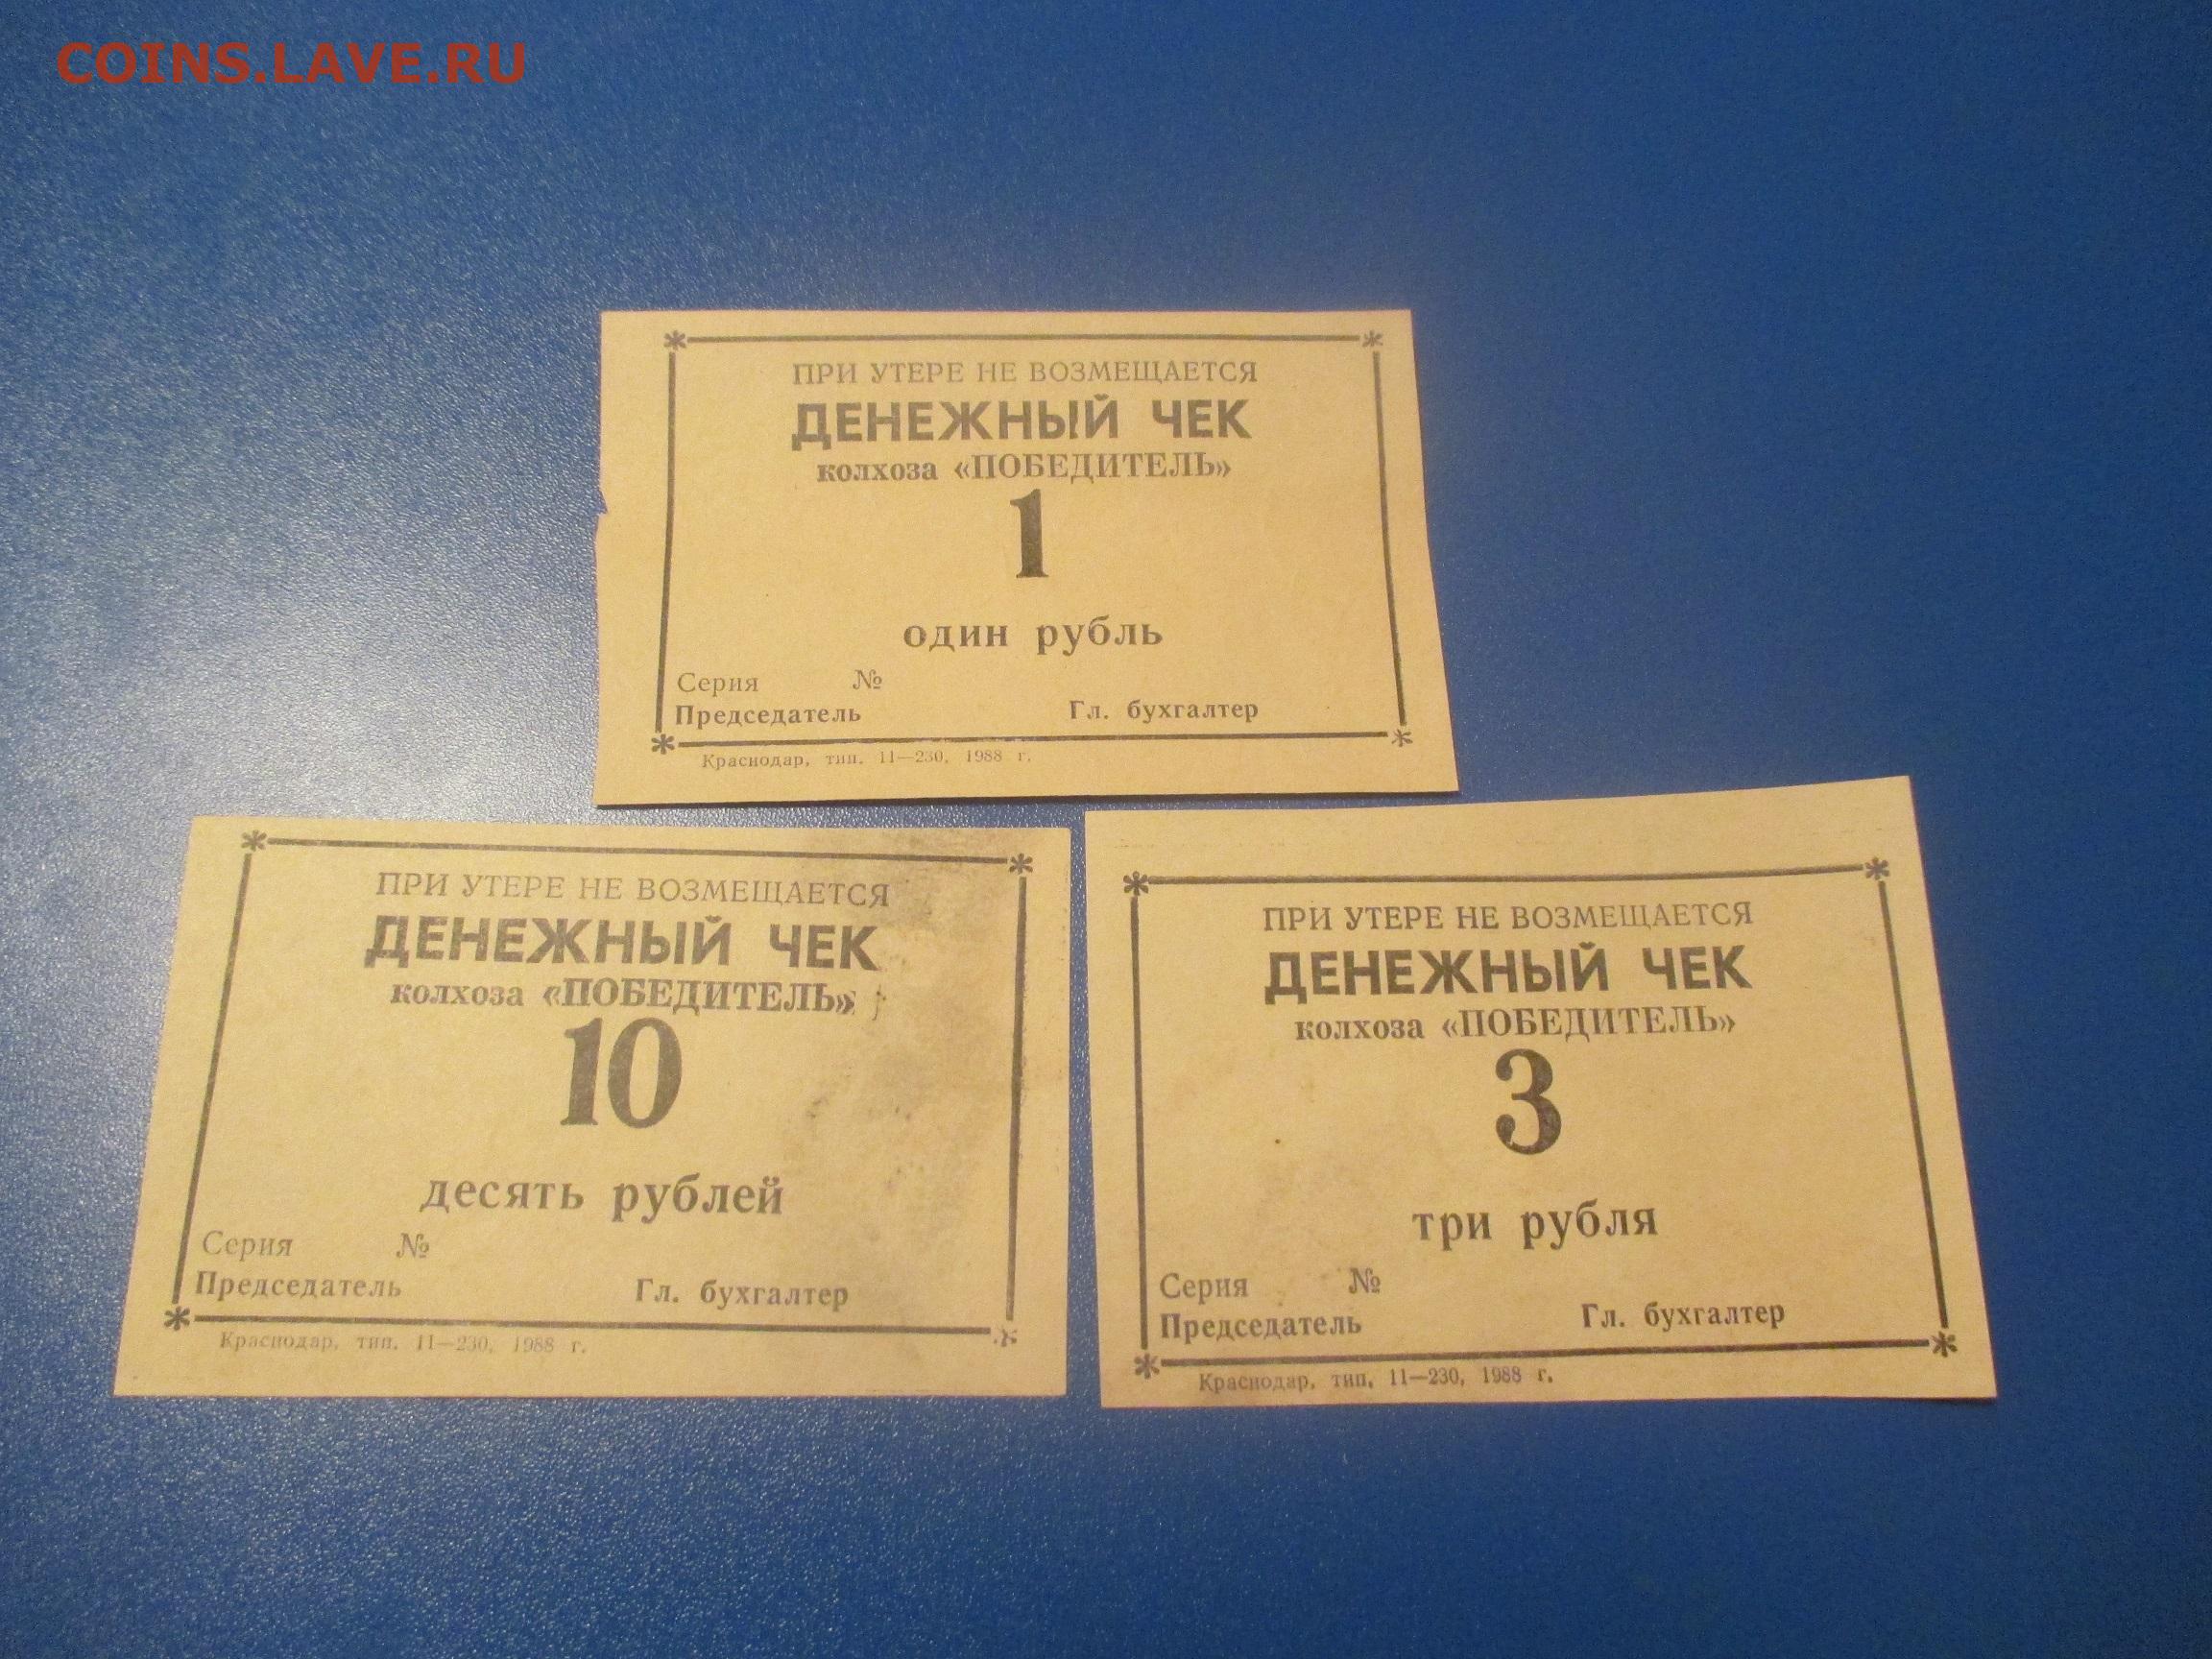 COINS.LAVE.RU
ПРИ УТЕРЕ НЕ ВОЗМЕЩАЕТСЯ
ДЕНЕЖНЫЙ ЧЕК
колхоза «ПОБЕДИТЕЛЬ»
1
один рубль
Серия №
Председатель Гл. бухгалтер
Краснодар, тип. 11—230, 1988 г.
ПРИ УТЕРЕ НЕ ВОЗМЕЩАЕТСЯ
ДЕНЕЖНЫЙ ЧЕК
колхоза «ПОБЕДИТЕЛЬ»
10
десять рублей
Серия №
Председатель Гл. бухгалтер
Краснодар, тип. 11—230, 1988 г.
ПРИ УТЕРЕ НЕ ВОЗМЕЩАЕТСЯ
ДЕНЕЖНЫЙ ЧЕК
колхоза «ПОБЕДИТЕЛЬ»
3
три рубля
Серия №
Председатель Гл. бухгалтер
Краснодар, тип. 11—230, 1988 г.